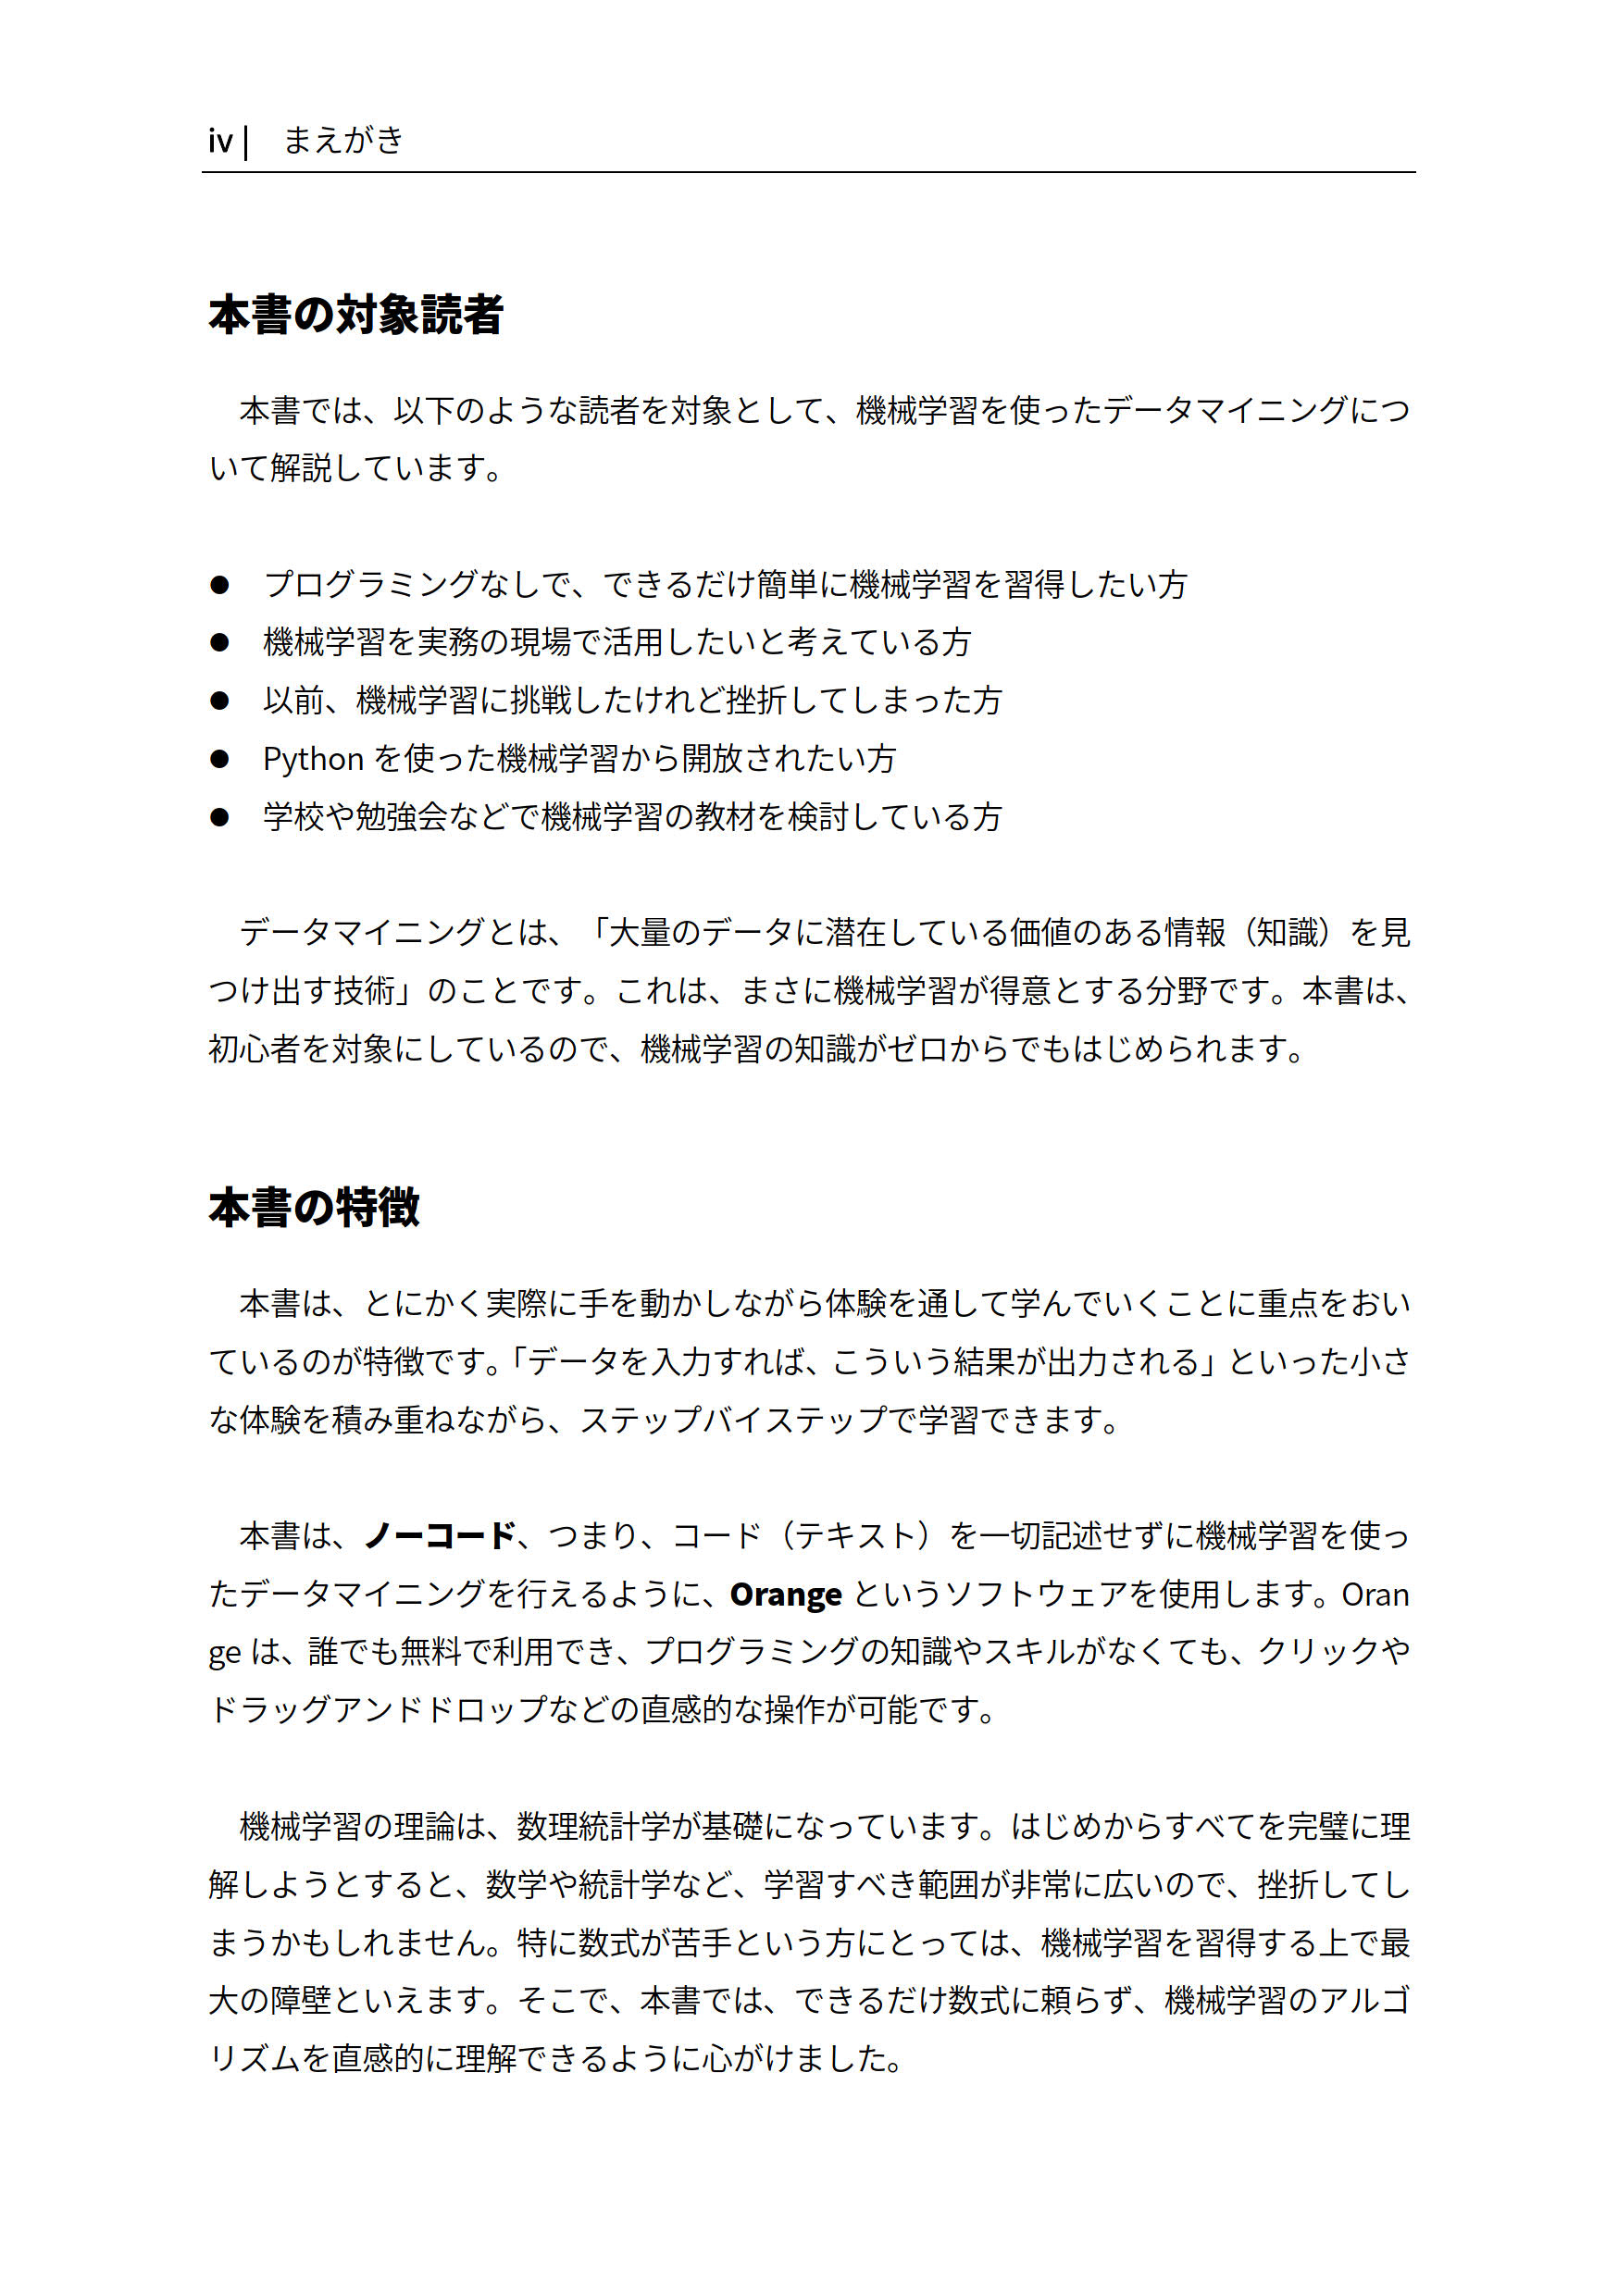 iv | まえがき
本書の対象読者
本書では、以下のような読者を対象として、機械学習を使ったデータマイニングにつ
いて解説しています。
● プログラミングなしで、できるだけ簡単に機械学習を習得したい方
● 機械学習を実務の現場で活用したいと考えている方
● 以前、機械学習に挑戦したけれど挫折してしまった方
● Python を使った機械学習から開放されたい方
● 学校や勉強会などで機械学習の教材を検討している方
データマイニングとは、「大量のデータに潜在している価値のある情報（知識）を見
つけ出す技術」のことです。これは、まさに機械学習が得意とする分野です。本書は、
初心者を対象にしているので、機械学習の知識がゼロからでもはじめられます。
本書の特徴
本書は、とにかく実際に手を動かしながら体験を通して学んでいくことに重点をおい
ているのが特徴です。「データを入力すれば、こういう結果が出力される」といった小さ
な体験を積み重ねながら、ステップバイステップで学習できます。
本書は、ノーコード、つまり、コード（テキスト）を一切記述せずに機械学習を使っ
たデータマイニングを行えるように、Orange というソフトウェアを使用します。Oran
ge は、誰でも無料で利用でき、プログラミングの知識やスキルがなくても、クリックや
ドラッグアンドドロップなどの直感的な操作が可能です。
機械学習の理論は、数理統計学が基礎になっています。はじめからすべてを完璧に理
解しようとすると、数学や統計学など、学習すべき範囲が非常に広いので、挫折してし
まうかもしれません。特に数式が苦手という方にとっては、機械学習を習得する上で最
大の障壁といえます。そこで、本書では、できるだけ数式に頼らず、機械学習のアルゴ
リズムを直感的に理解できるように心がけました。